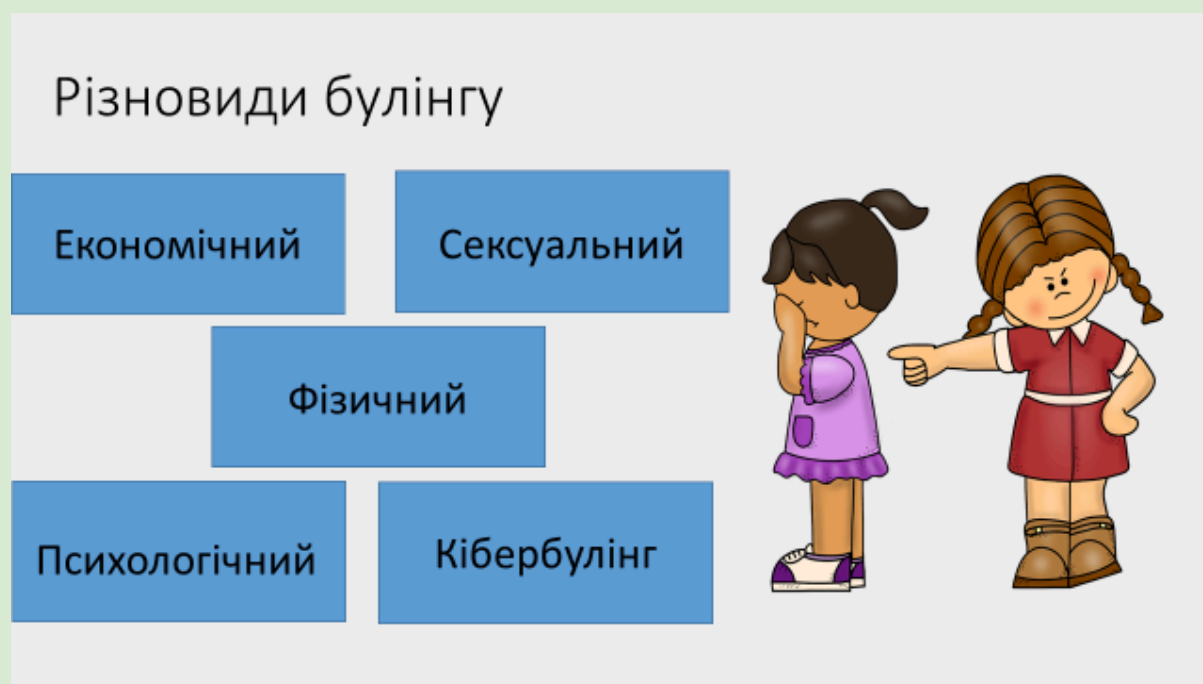 Різновиди булінгу
Економічний
Сексуальний
Фізичний
Психологічний
Кібербулінг